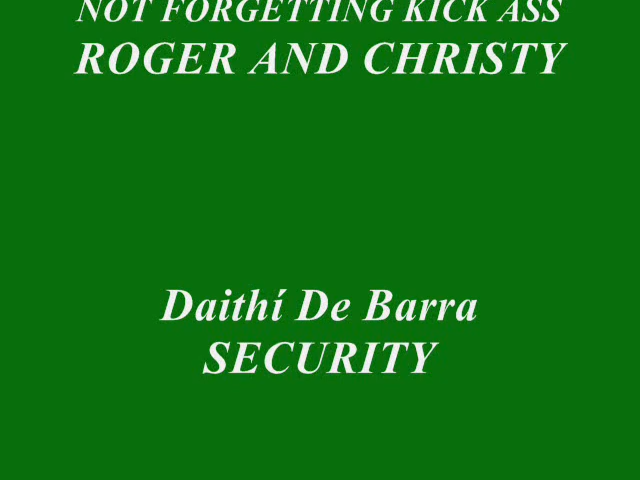 NOT FORGETTING KICK ASS
ROGER AND CHRISTY
Daithí De Barra
SECURITY